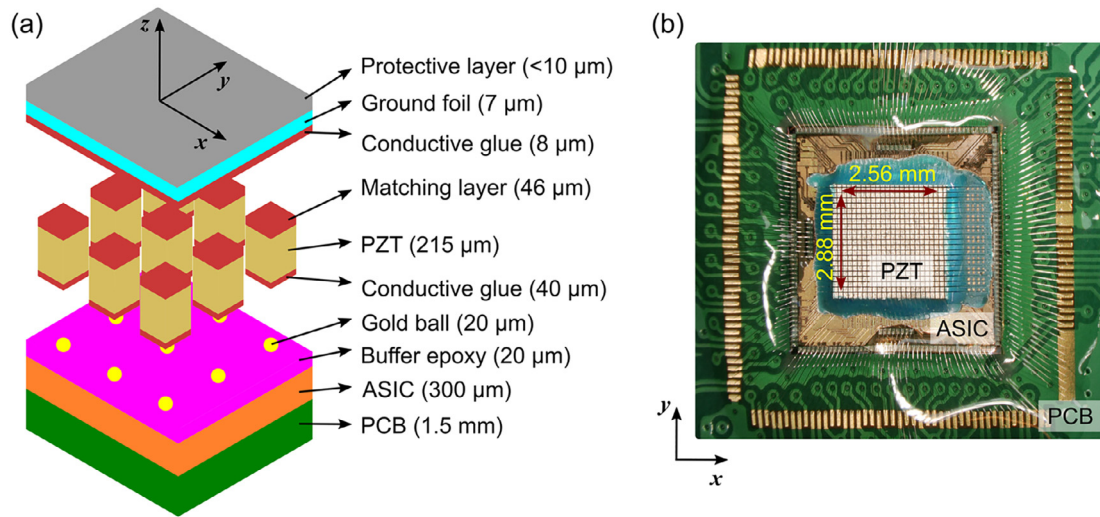 (a)
z
y
x
Protective layer (<10 μm)
Ground foil (7 μm)
Conductive glue (8 μm)
Matching layer (46 μm)
PZT (215 μm)
Conductive glue (40 μm)
Gold ball (20 μm)
Buffer epoxy (20 μm)
ASIC (300 μm)
PCB (1.5 mm)
(b)
2.56 mm
2.88 mm
PZT
ASIC
PCB
y
x